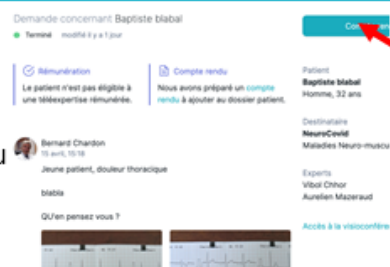 Demande concernant Baptiste blabal
Terminé modifié il y a 1 jour
Rémunération
Le patient n'est pas éligible à
une téléexpertise rémunérée.
Compte rendu
Nous avons préparé un compte
rendu à ajouter au dossier patient.
Bernard Chardon
15 avril, 15:18
Jeune patient, douleur thoracique
blabla
QU'en pensez vous ?
Patient
Baptiste blabal
Homme, 32 ans
Destinataire
NeuroCovid
Maladies Neuro-muscu
Experts
Vibol Chhor
Aurelien Mazeraud
Accès à la visioconfére